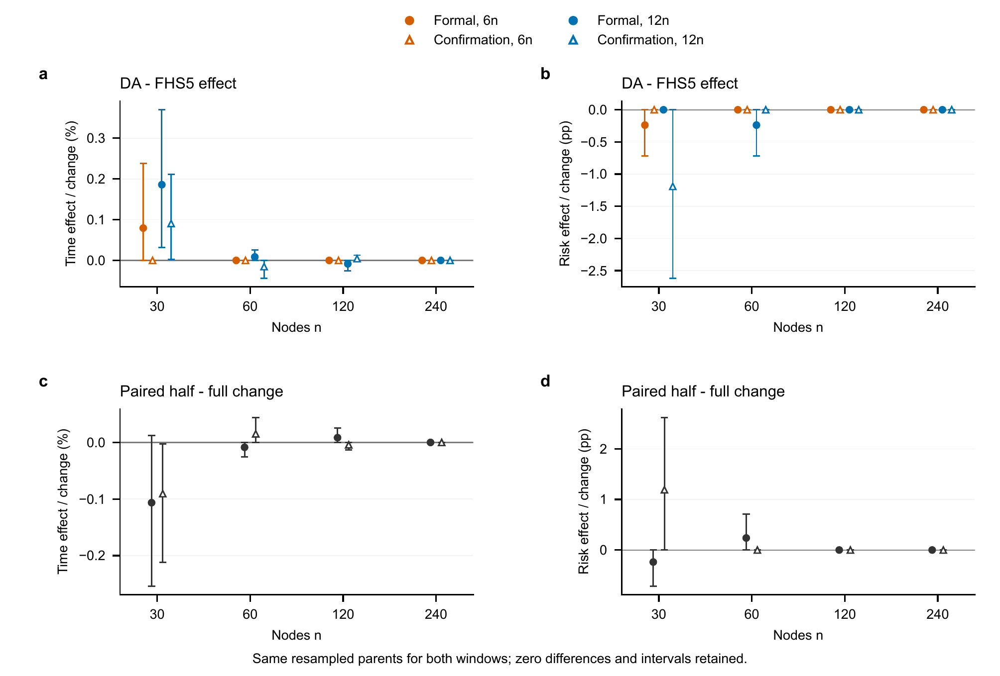 Formal, 6n
Confirmation, 6n
Formal, 12n
Confirmation, 12n
a
DA - FHS5 effect
Time effect / change (%)
0.3
0.2
0.1
0.0
30 60 120 240
Nodes n
b
DA - FHS5 effect
Risk effect / change (pp)
0.0
−0.5
−1.0
−1.5
−2.0
−2.5
30 60 120 240
Nodes n
c
Paired half - full change
Time effect / change (%)
0.0
−0.1
−0.2
30 60 120 240
Nodes n
d
Paired half - full change
Risk effect / change (pp)
2
1
0
30 60 120 240
Nodes n
Same resampled parents for both windows; zero differences and intervals retained.